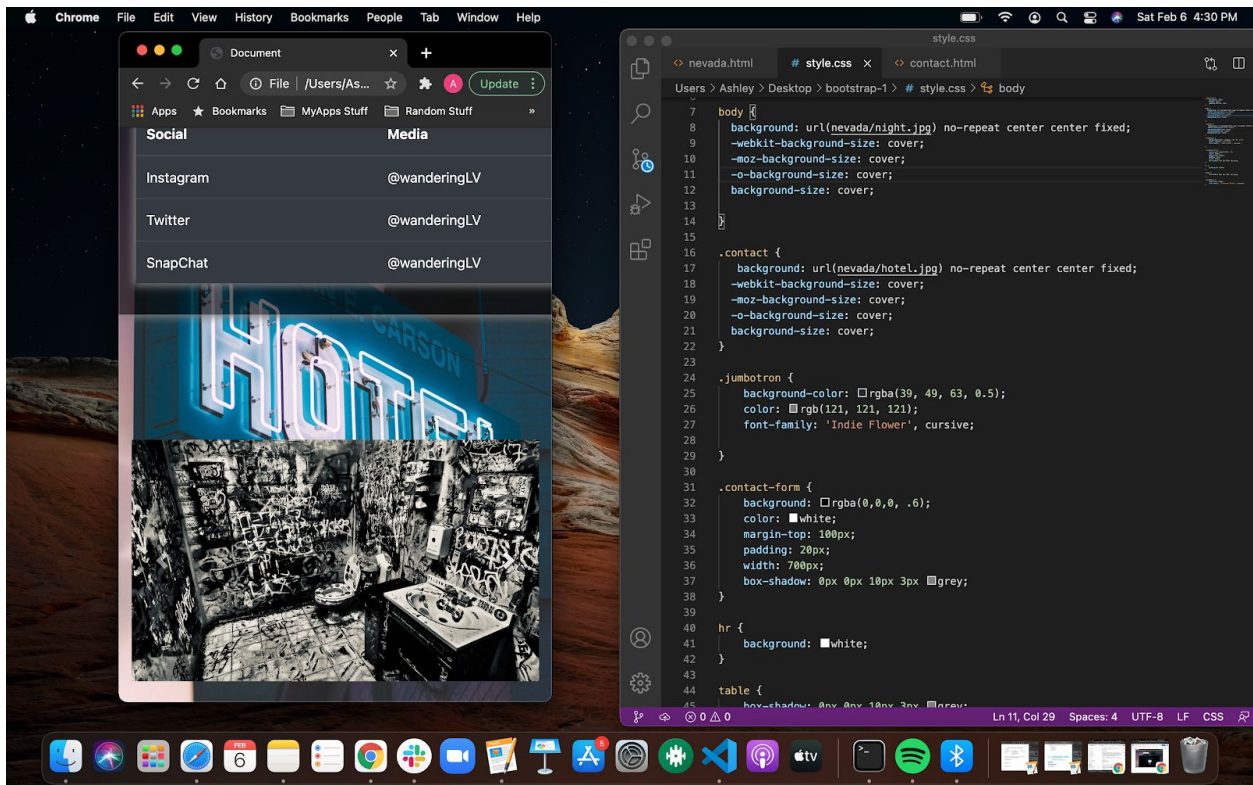 Chrome File Edit View History Bookmarks People Tab Window Help Sat Feb 6 4:30 PM
Document
File /Users/As... A Update
Apps Bookmarks MyApps Stuff Random Stuff »
Social Media
Instagram @wanderingLV
Twitter @wanderingLV
SnapChat @wanderingLV
CARSON
HOTEL
style.css
nevada.html # style.css contact.html
Users > Ashley > Desktop > bootstrap-1 > # style.css > body
7 body {
8 background: url(nevada/night.jpg) no-repeat center center fixed;
9 -webkit-background-size: cover;
10 -moz-background-size: cover;
11 -o-background-size: cover;
12 background-size: cover;
13
14 }
15
16 .contact {
17 background: url(nevada/hotel.jpg) no-repeat center center fixed;
18 -webkit-background-size: cover;
19 -moz-background-size: cover;
20 -o-background-size: cover;
21 background-size: cover;
22 }
23
24 .jumbotron {
25 background-color: rgba(39, 49, 63, 0.5);
26 color: rgb(121, 121, 121);
27 font-family: 'Indie Flower', cursive;
28
29 }
30
31 .contact-form {
32 background: rgba(0,0,0, .6);
33 color: white;
34 margin-top: 100px;
35 padding: 20px;
36 width: 700px;
37 box-shadow: 0px 0px 10px 3px grey;
38 }
39
40 hr {
41 background: white;
42 }
43
44 table {
45 box-shadow: 0px 0px 10px 3px grey;
0 0 Ln 11, Col 29 Spaces: 4 UTF-8 LF CSS
FEB
6
5
tv